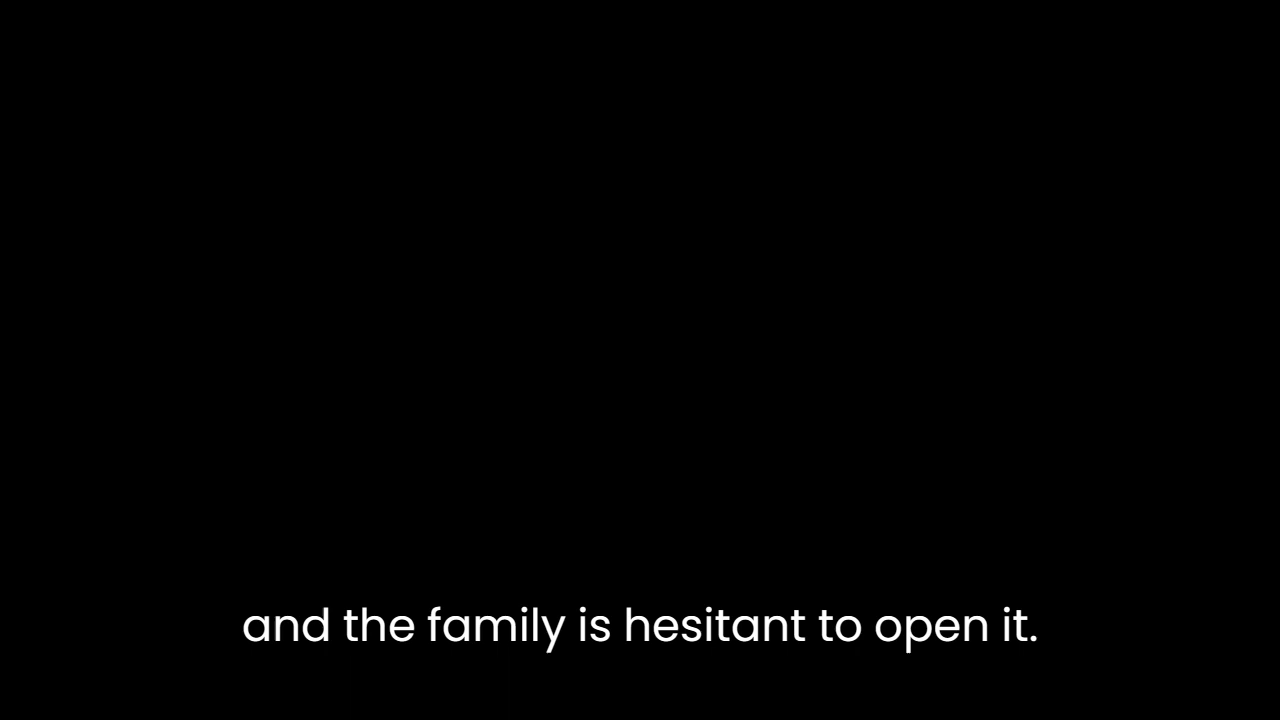 and the family is hesitant to open it.